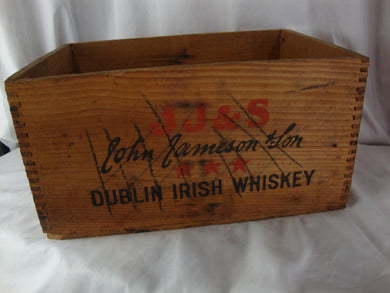 JJ&S
John Jameson & Son
★★★
DUBLIN IRISH WHISKEY